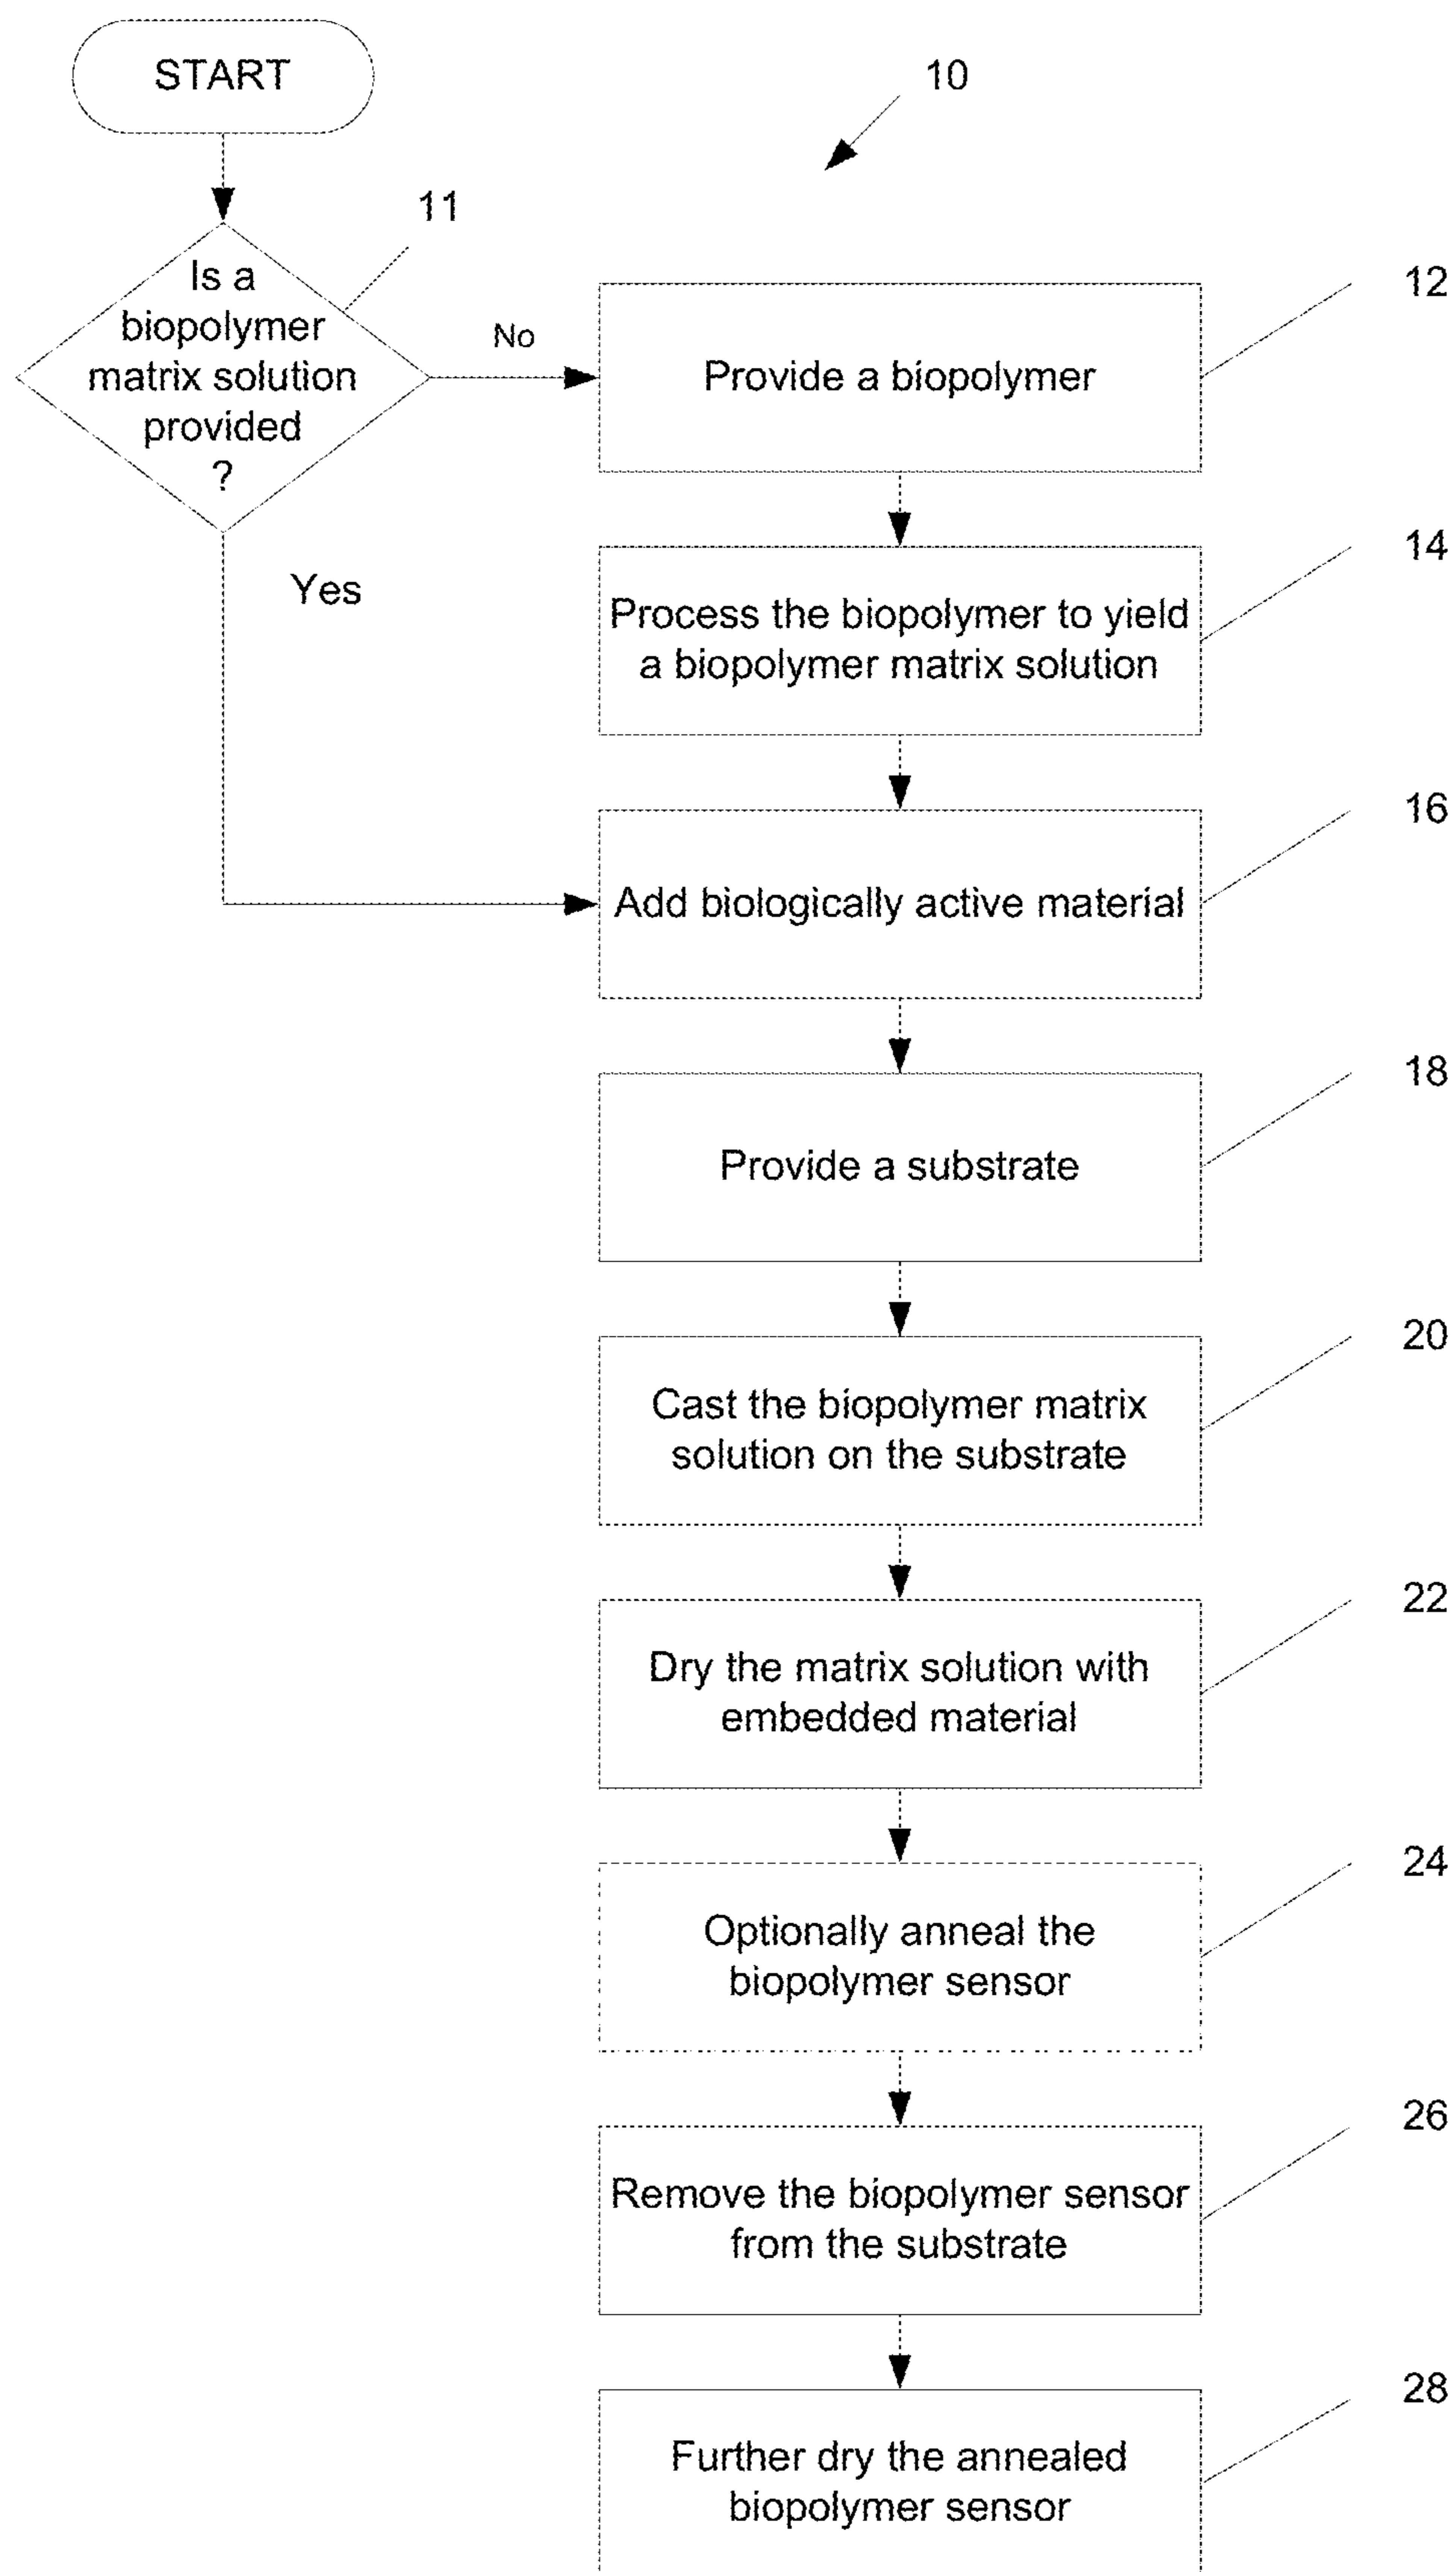 START
10
11
Is a
biopolymer
matrix solution
provided
?
No
Yes
12
Provide a biopolymer
14
Process the biopolymer to yield
a biopolymer matrix solution
16
Add biologically active material
18
Provide a substrate
20
Cast the biopolymer matrix
solution on the substrate
22
Dry the matrix solution with
embedded material
24
Optionally anneal the
biopolymer sensor
26
Remove the biopolymer sensor
from the substrate
28
Further dry the annealed
biopolymer sensor